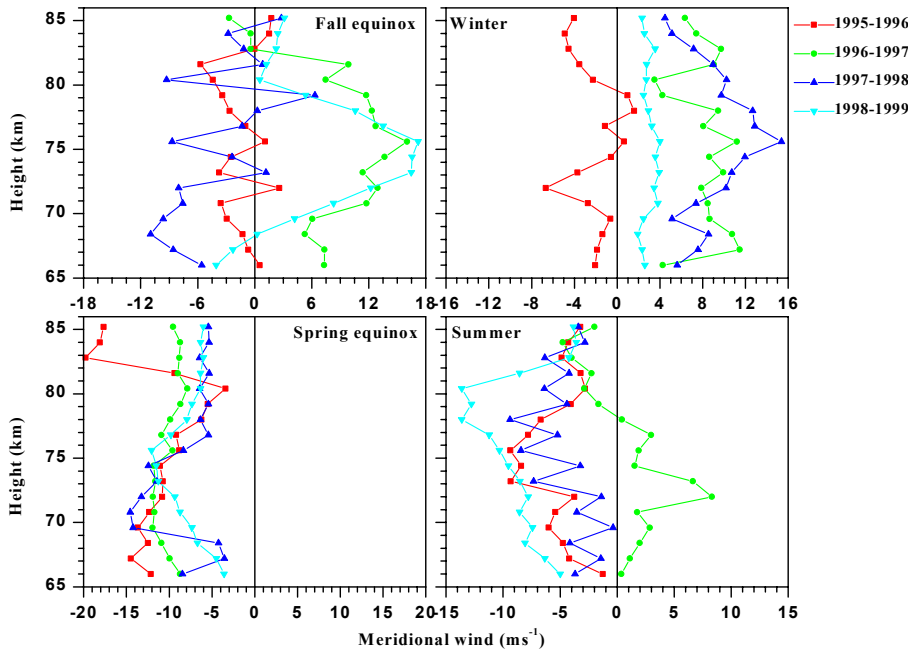 Fall equinox
Winter
1995-1996
1996-1997
1997-1998
1998-1999
Height (km)
85
80
75
70
65
-18 -12 -6 0 6 12 18
-8 -4 0 4 8 12 16
Spring equinox
Summer
Height (km)
85
80
75
70
65
-20 -15 -10 -5 0 5 10 15 20
-15 -10 -5 0 5 10 15
Meridional wind (ms-1)